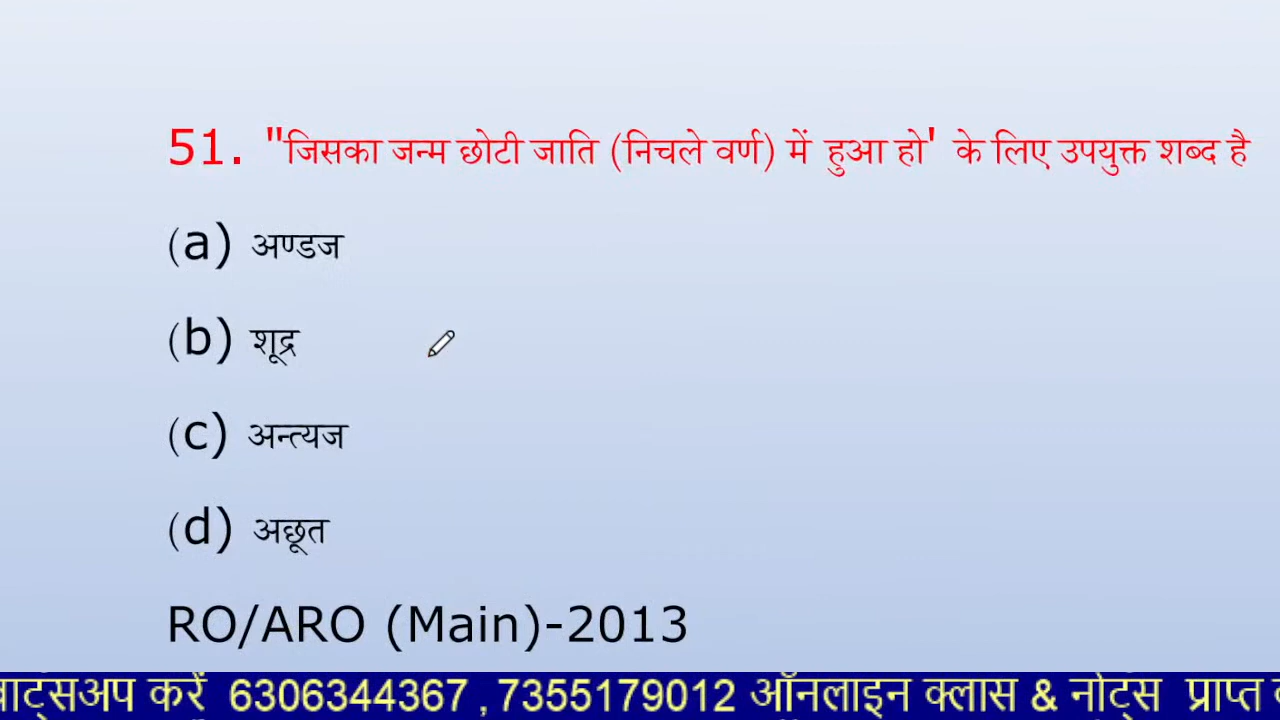 51. "जिसका जन्म छोटी जाति (निचले वर्ण) में हुआ हो' के लिए उपयुक्त शब्द है
(a) अण्डज
(b) शूद्र
(c) अन्त्यज
(d) अछूत
RO/ARO (Main)-2013
करें 6306344367 ,7355179012 ऑनलाइन क्लास & नोट्स प्राप्त